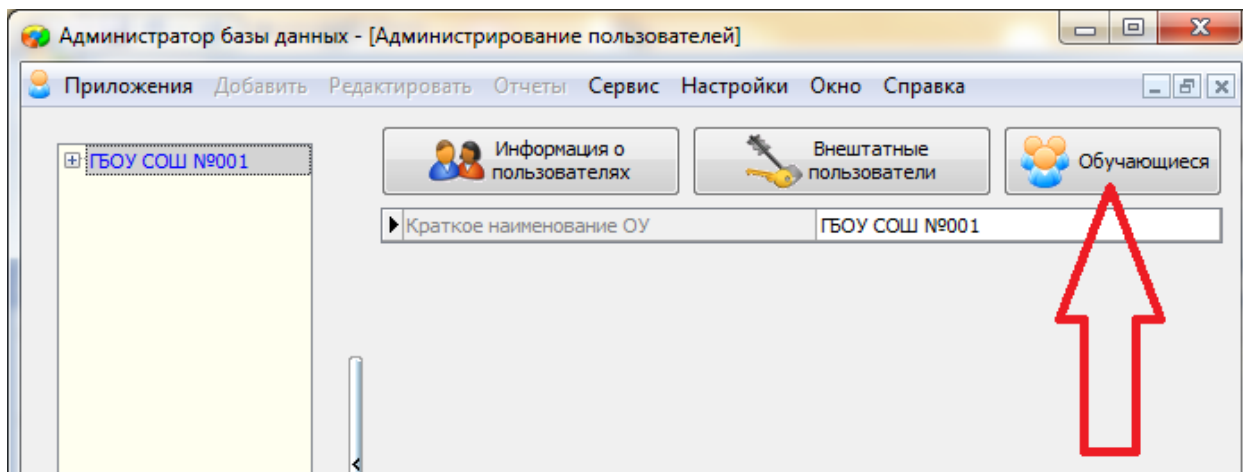 Администратор базы данных - [Администрирование пользователей]
Приложения Добавить Редактировать Отчеты Сервис Настройки Окно Справка
ГБОУ СОШ №001
Информация о
пользователях
Внештатные
пользователи
Обучающиеся
Краткое наименование ОУ ГБОУ СОШ №001